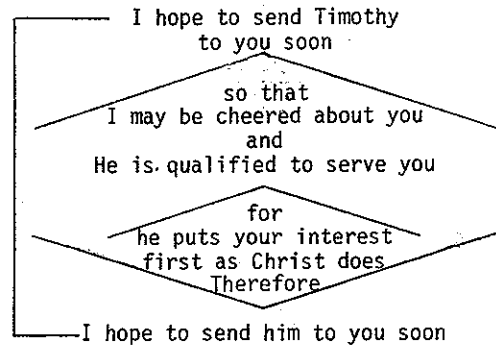 I hope to send Timothy
to you soon
so that
I may be cheered about you
and
He is qualified to serve you
for
he puts your interest
first as Christ does
Therefore
I hope to send him to you soon